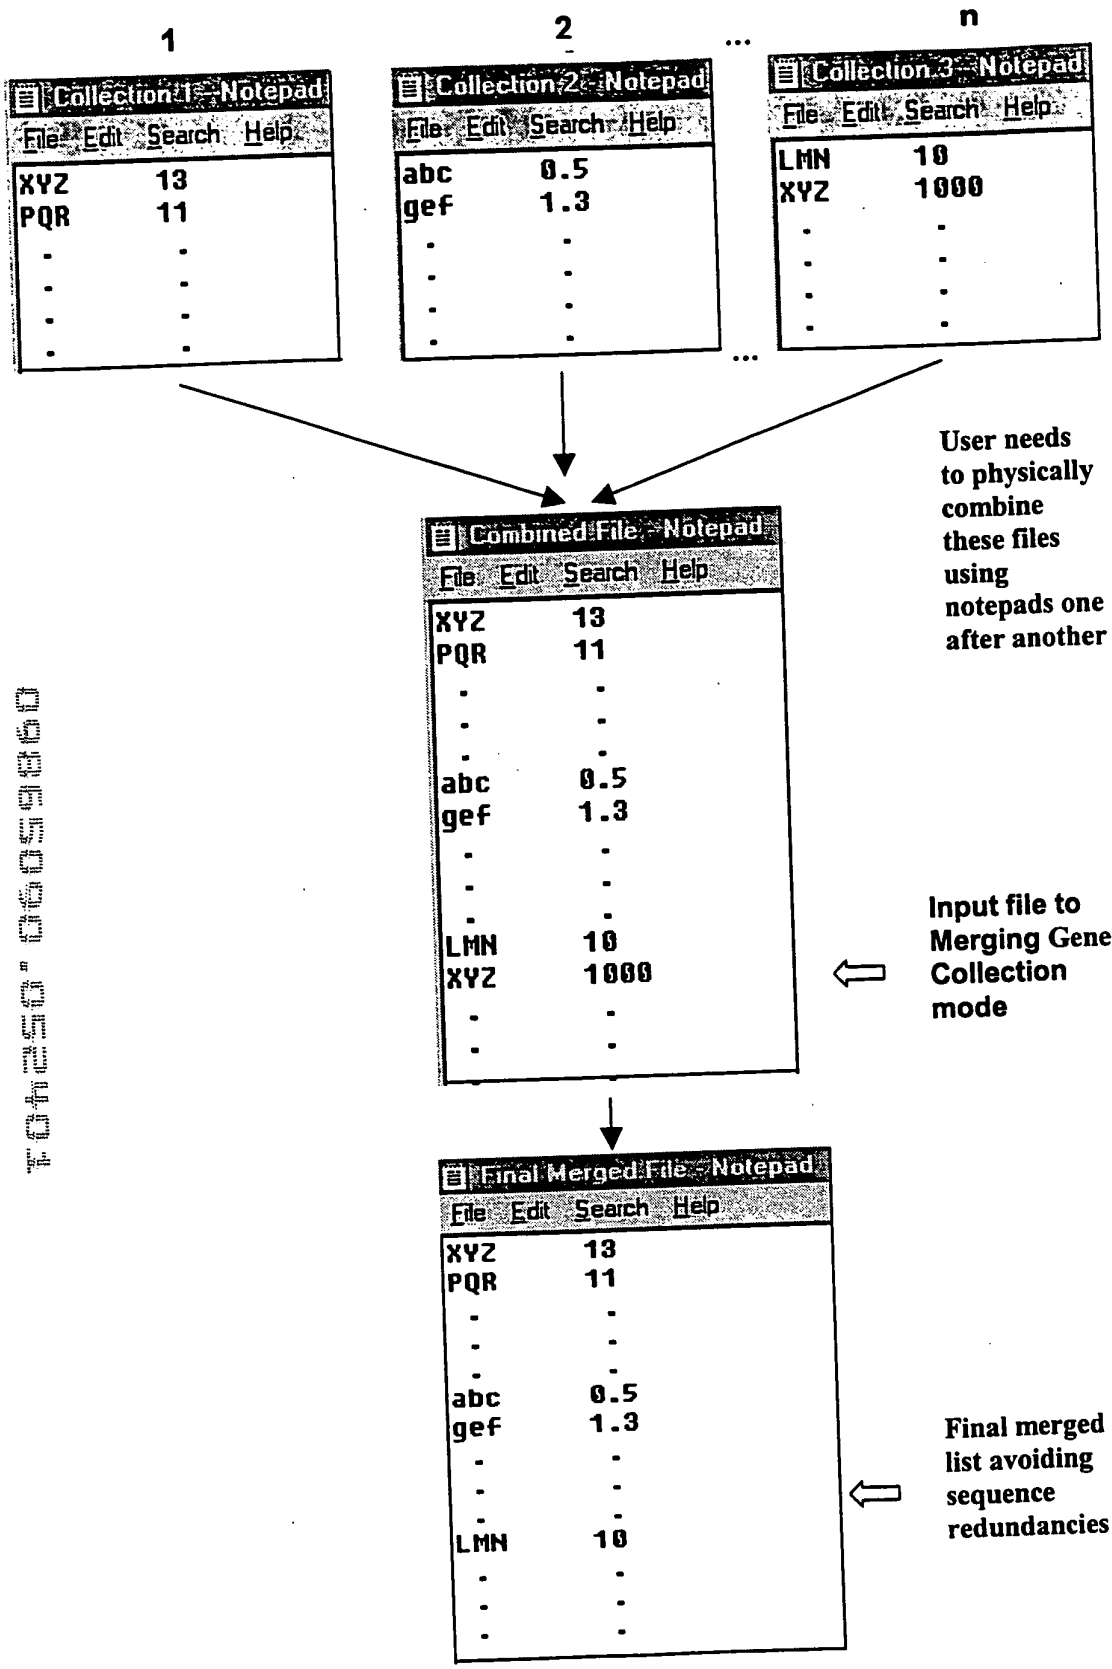 1
2
...
n
Collection 1 - Notepad
File Edit Search Help
XYZ 13
PQR 11
- -
- -
- -
- -
Collection 2 - Notepad
File Edit Search Help
abc 0.5
gef 1.3
- -
- -
- -
- -
...
Collection 3 - Notepad
File Edit Search Help
LMN 10
XYZ 1000
- -
- -
- -
- -
User needs
to physically
combine
these files
using
notepads one
after another
Combined File - Notepad
File Edit Search Help
XYZ 13
PQR 11
- -
- -
- -
abc 0.5
gef 1.3
- -
- -
- -
LMN 10
XYZ 1000
- -
- -
- -
Input file to
Merging Gene
Collection
mode
Final Merged File - Notepad
File Edit Search Help
XYZ 13
PQR 11
- -
- -
- -
abc 0.5
gef 1.3
- -
- -
- -
LMN 10
- -
- -
- -
Final merged
list avoiding
sequence
redundancies